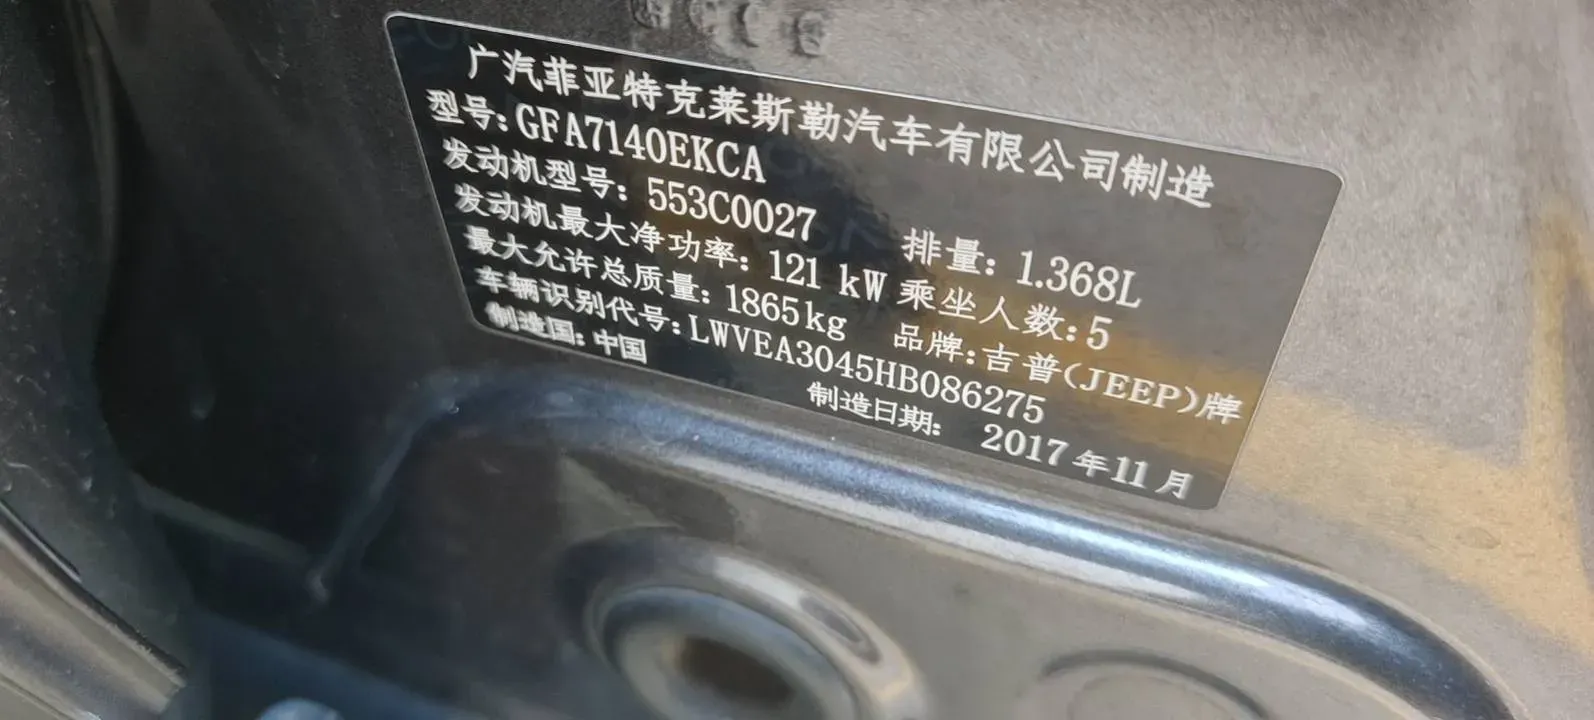 广汽菲亚特克莱斯勒汽车有限公司制造
型号:GFA7140EKCA
发动机型号: 553C0027 排量: 1.368L
发动机最大净功率: 121 kW 乘坐人数: 5
最大允许总质量: 1865kg 品牌:吉普(JEEP)牌
车辆识别代号: LWVEA3045HB086275
制造国: 中国 制造日期: 2017年11月